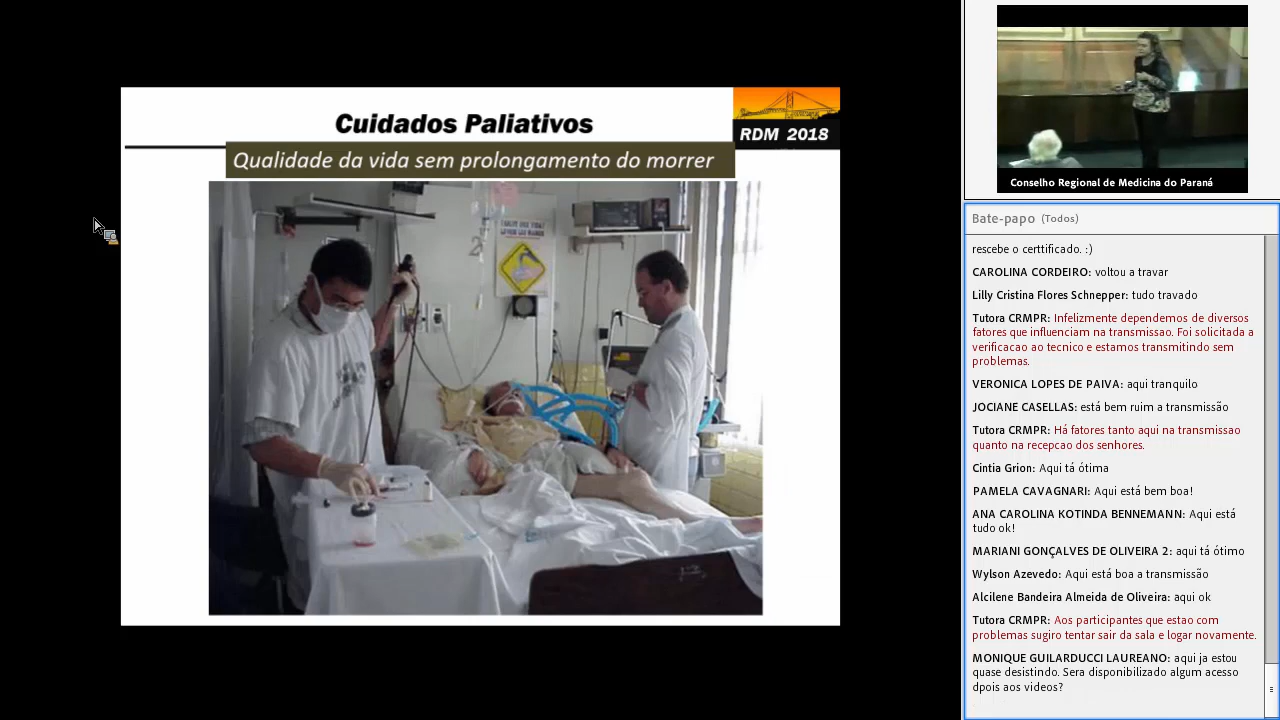 Cuidados Paliativos
RDM 2018
Qualidade da vida sem prolongamento do morrer
Conselho Regional de Medicina do Paraná
Bate-papo (Todos)
rescebe o certtificado. :)
CAROLINA CORDEIRO: voltou a travar
Lilly Cristina Flores Schnepper: tudo travado
Tutora CRMPR: Infelizmente dependemos de diversos
fatores que influenciam na transmissao. Foi solicitada a
verificacao ao tecnico e estamos transmitindo sem
problemas.
VERONICA LOPES DE PAIVA: aqui tranquilo
JOCIANE CASELLAS: está bem ruim a transmissão
Tutora CRMPR: Há fatores tanto aqui na transmissao
quanto na recepcao dos senhores.
Cintia Grion: Aqui tá ótima
PAMELA CAVAGNARI: Aqui está bem boa!
ANA CAROLINA KOTINDA BENNEMANN: Aqui está
tudo ok!
MARIANI GONÇALVES DE OLIVEIRA 2: aqui tá ótimo
Wylson Azevedo: Aqui está boa a transmissão
Alcilene Bandeira Almeida de Oliveira: aqui ok
Tutora CRMPR: Aos participantes que estao com
problemas sugiro tentar sair da sala e logar novamente.
MONIQUE GUILARDUCCI LAUREANO: aqui ja estou
quase desistindo. Sera disponibilizado algum acesso
dpois aos videos?